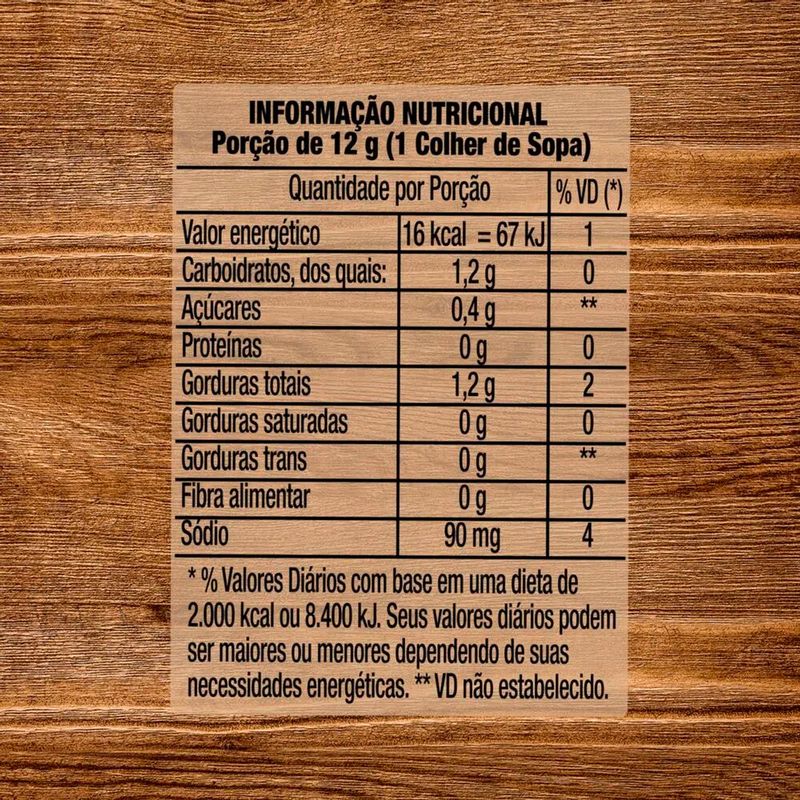 INFORMAÇÃO NUTRICIONAL
Porção de 12 g (1 Colher de Sopa)
Quantidade por Porção % VD (*)
Valor energético 16 kcal = 67 kJ 1
Carboidratos, dos quais: 1,2 g 0
Açúcares 0,4 g **
Proteínas 0 g 0
Gorduras totais 1,2 g 2
Gorduras saturadas 0 g 0
Gorduras trans 0 g **
Fibra alimentar 0 g 0
Sódio 90 mg 4
* % Valores Diários com base em uma dieta de
2.000 kcal ou 8.400 kJ. Seus valores diários podem
ser maiores ou menores dependendo de suas
necessidades energéticas. ** VD não estabelecido.